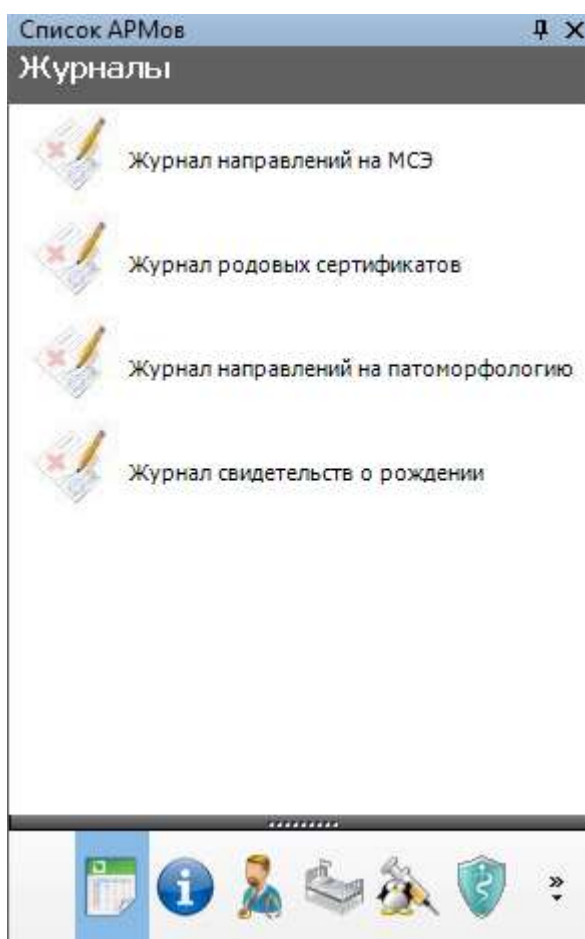 Список АРМов
Журналы
Журнал направлений на МСЭ
Журнал родовых сертификатов
Журнал направлений на патоморфологию
Журнал свидетельств о рождении